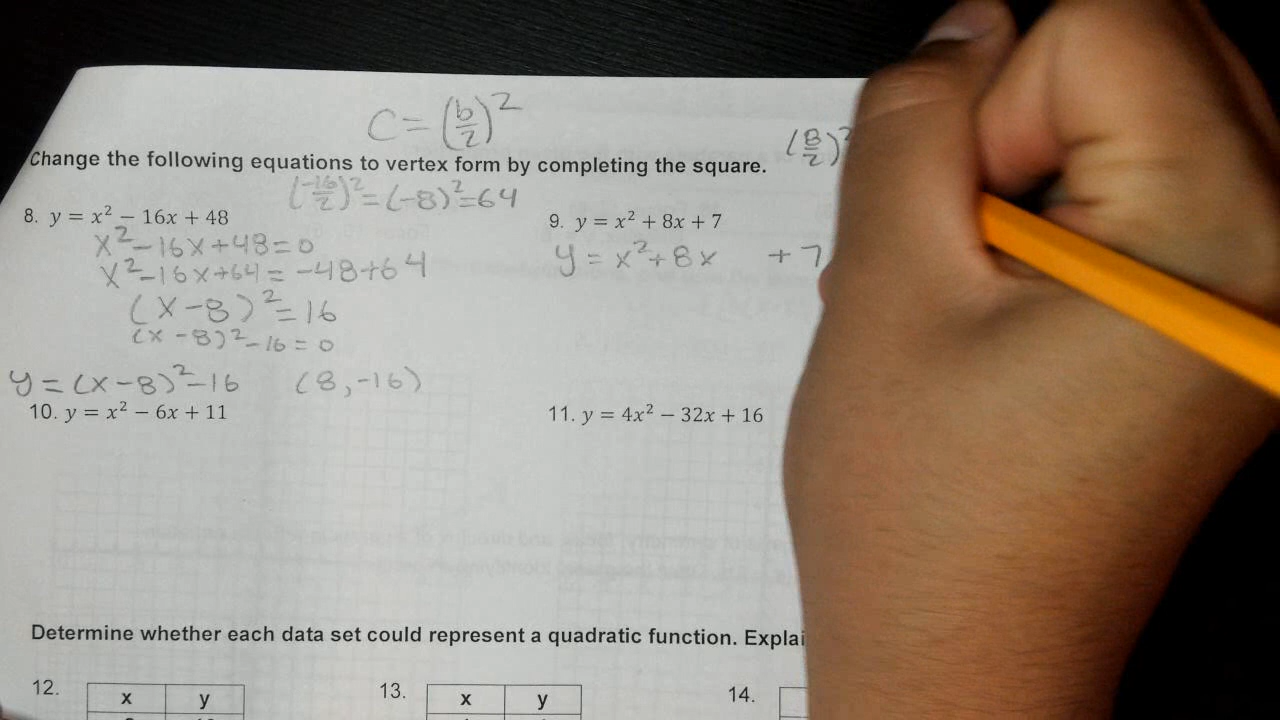 C = (b/2)²
(8/2)²
Change the following equations to vertex form by completing the square.
(-16/2)² = (-8)² = 64
8. y = x² − 16x + 48
x² - 16x + 48 = 0
x² - 16x + 64 = -48 + 64
(x - 8)² = 16
(x - 8)² - 16 = 0
y = (x - 8)² - 16 (8, -16)
9. y = x² + 8x + 7
y = x² + 8x + 7
10. y = x² − 6x + 11
11. y = 4x² − 32x + 16
Determine whether each data set could represent a quadratic function. Explai
12.
x y
13.
x y
14.